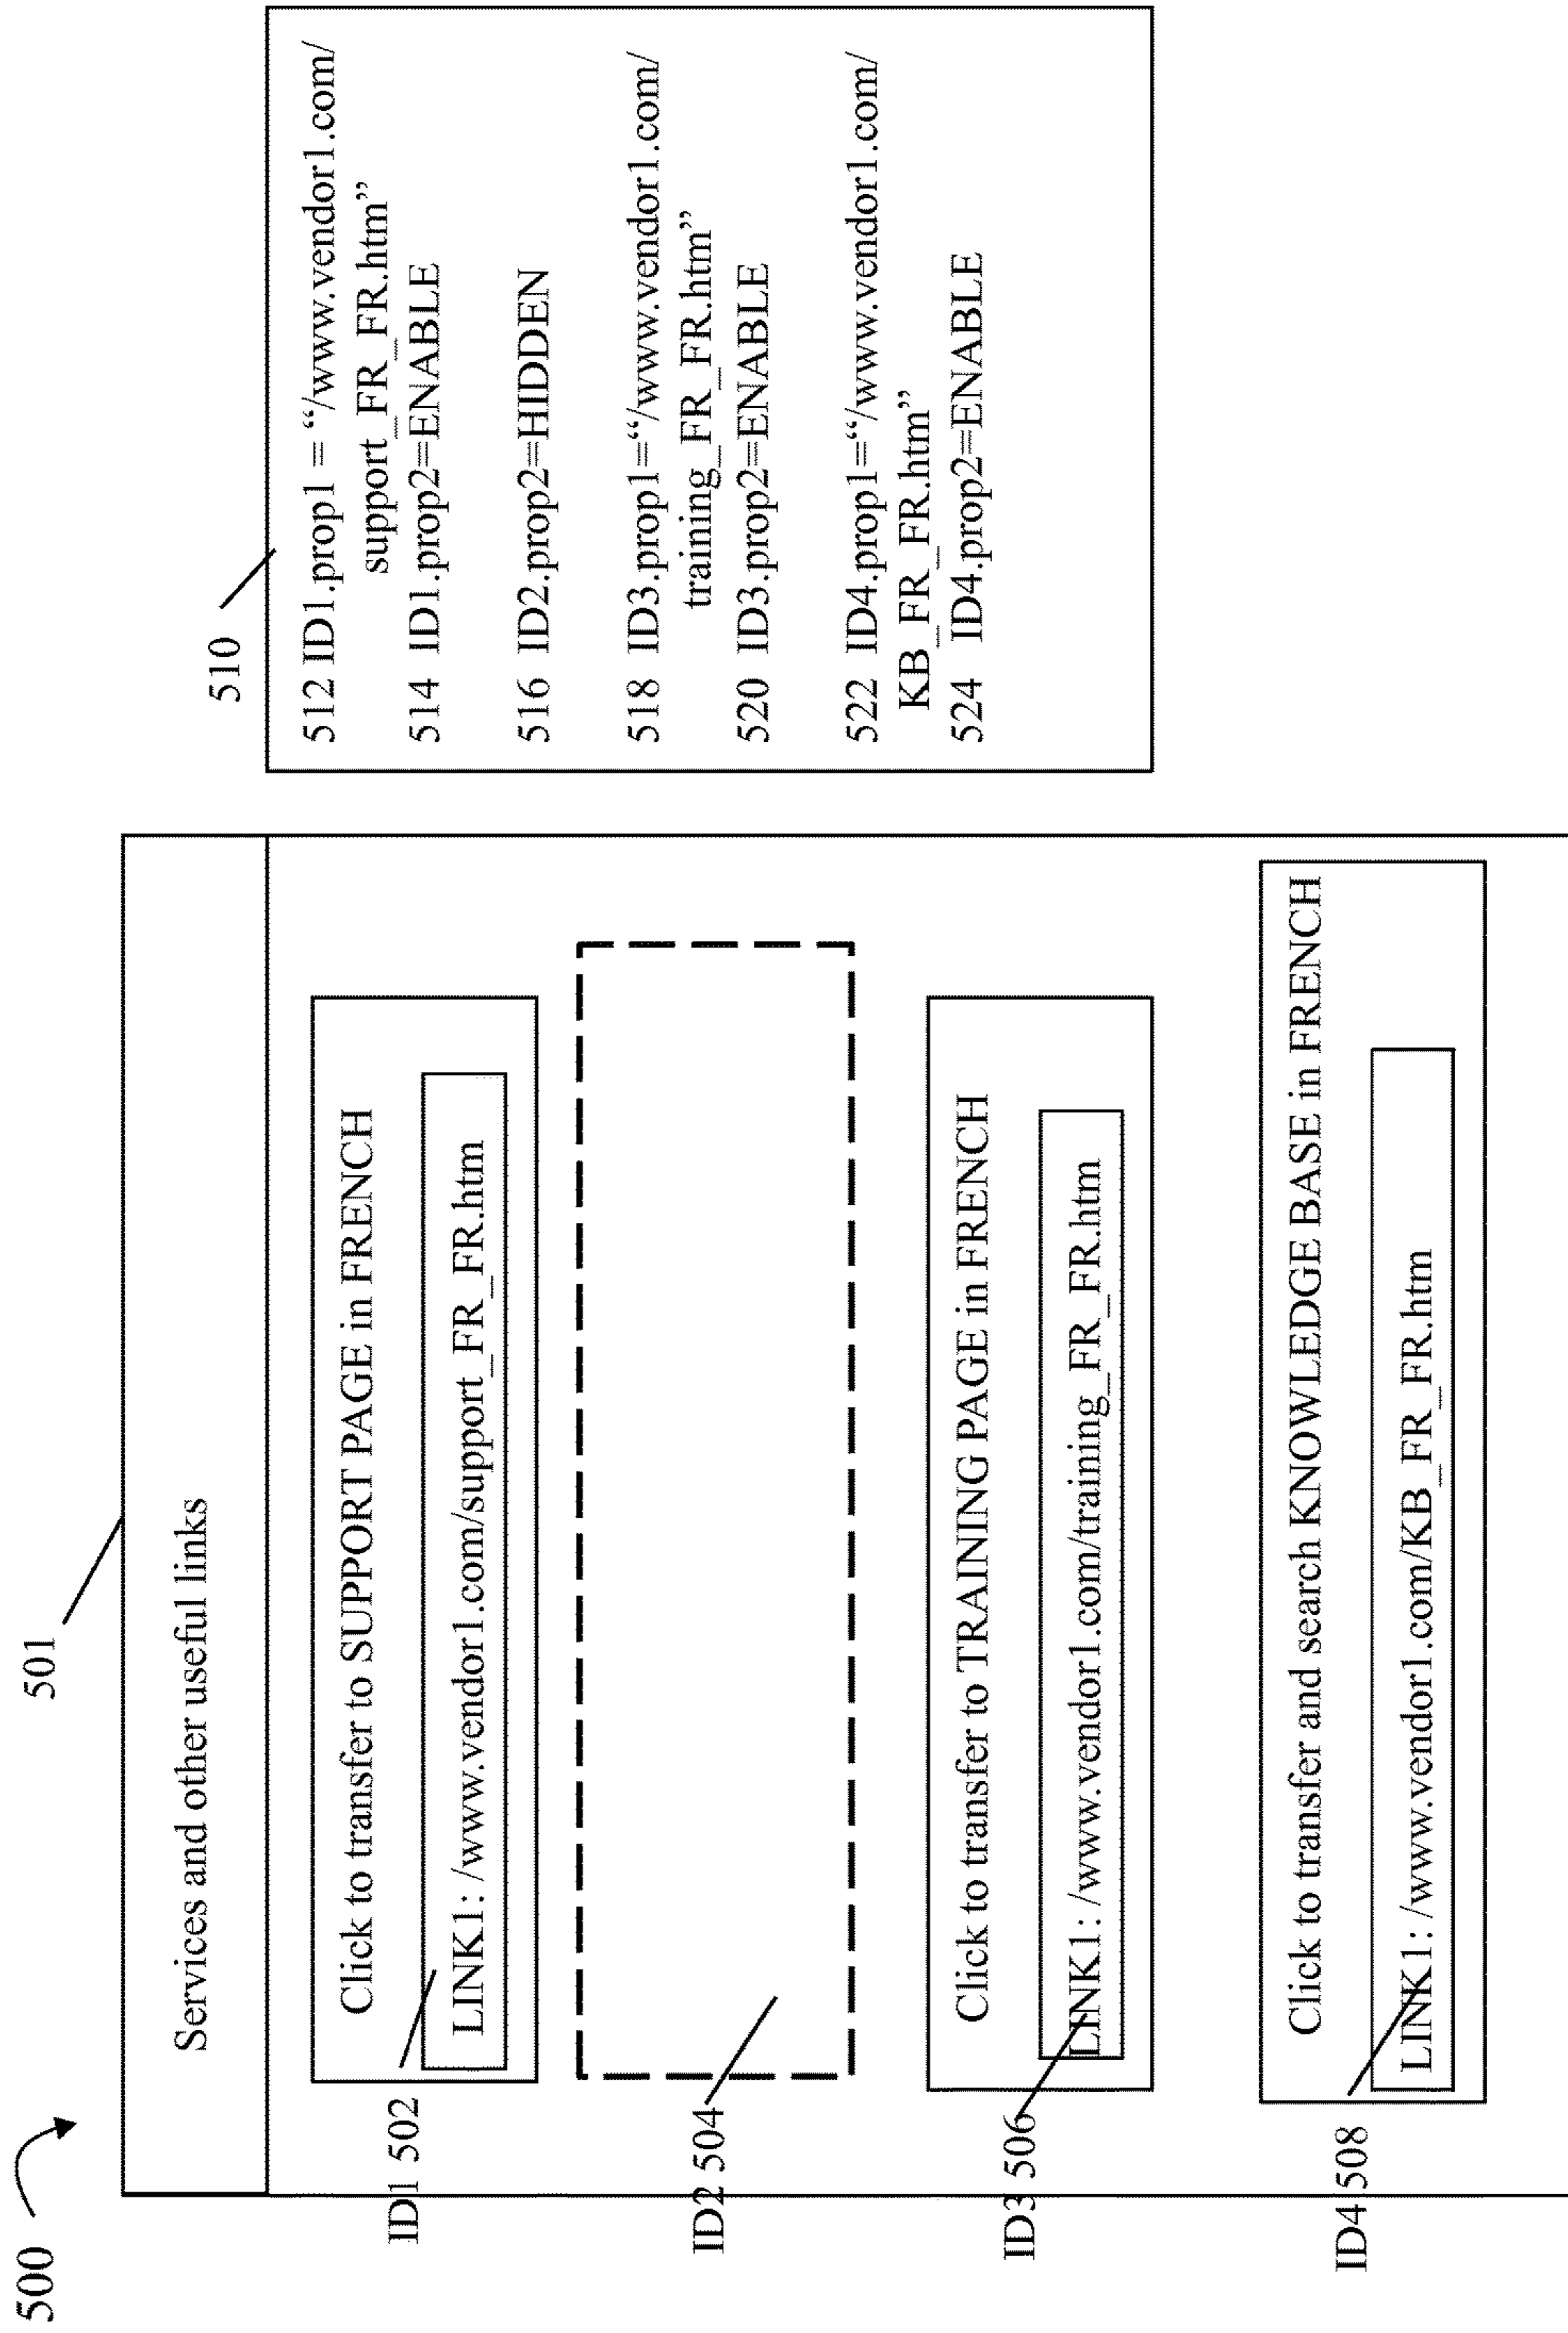 500
501
Services and other useful links
ID1 502
Click to transfer to SUPPORT PAGE in FRENCH
LINK1: /www.vendor1.com/support_FR_FR.htm
ID2 504
ID3 506
Click to transfer to TRAINING PAGE in FRENCH
LINK1: /www.vendor1.com/training_FR_FR.htm
ID4 508
Click to transfer and search KNOWLEDGE BASE in FRENCH
LINK1: /www.vendor1.com/KB_FR_FR.htm
510
512 ID1.prop1 =“/www.vendor1.com/
support_FR_FR.htm”
514 ID1.prop2=ENABLE
516 ID2.prop2=HIDDEN
518 ID3.prop1=“/www.vendor1.com/
training_FR_FR.htm”
520 ID3.prop2=ENABLE
522 ID4.prop1=“/www.vendor1.com/
KB_FR_FR.htm”
524 ID4.prop2=ENABLE